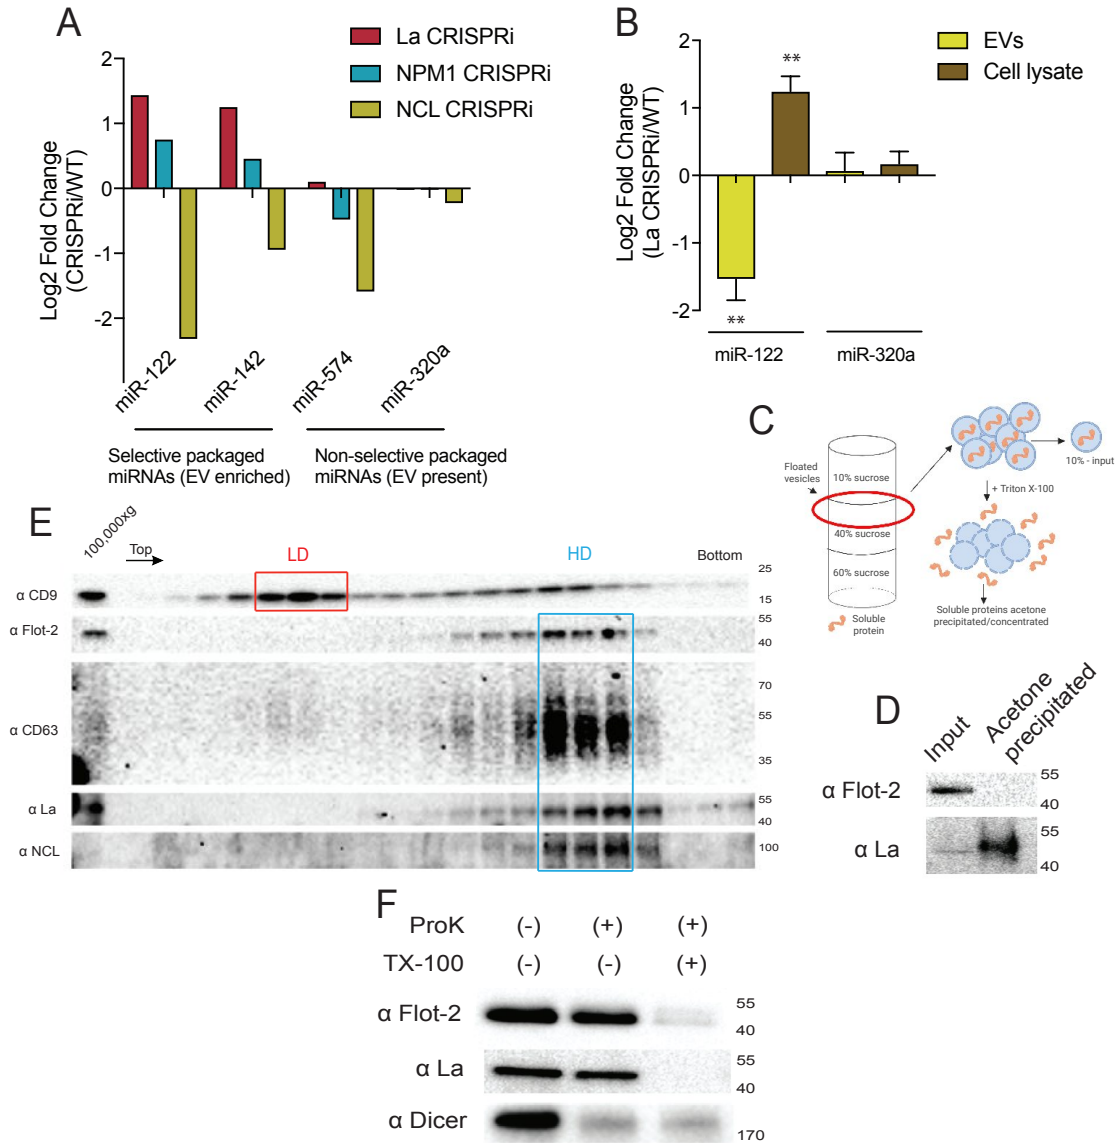 A
La CRISPRi
NPM1 CRISPRi
NCL CRISPRi
2
1
0
-1
-2
Log2 Fold Change
(CRISPRi/WT)
miR-122
miR-142
miR-574
miR-320a
Selective packaged
miRNAs (EV enriched)
Non-selective packaged
miRNAs (EV present)
B
EVs
Cell lysate
2
1
0
-1
-2
Log2 Fold Change
(La CRISPRi/WT)
**
**
miR-122
miR-320a
C
Floated
vesicles
10% sucrose
40% sucrose
60% sucrose
Soluble
protein
10% - input
+ Triton X-100
Soluble proteins acetone
precipitated/concentrated
D
Input
Acetone
precipitated
α Flot-2
55
40
α La
55
40
E
100,000xg
Top
LD
HD
Bottom
α CD9
25
15
α Flot-2
55
40
α CD63
70
55
35
α La
55
40
α NCL
100
F
ProK (-) (+) (+)
TX-100 (-) (-) (+)
α Flot-2
55
40
α La
55
40
α Dicer
170